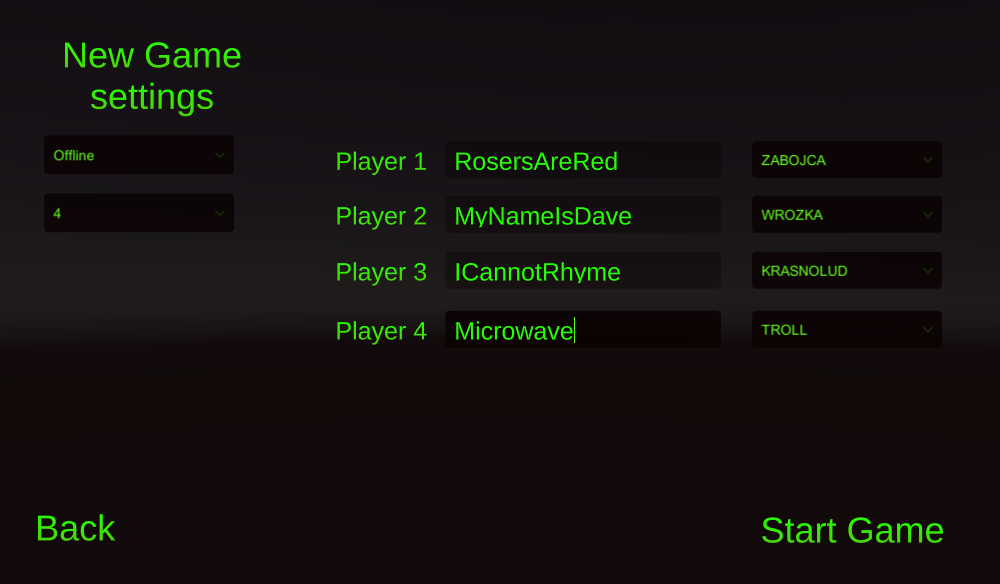 New Game
settings
Offline
4
Player 1 RosersAreRed ZABOJCA
Player 2 MyNameIsDave WROZKA
Player 3 ICannotRhyme KRASNOLUD
Player 4 Microwave TROLL
Back
Start Game